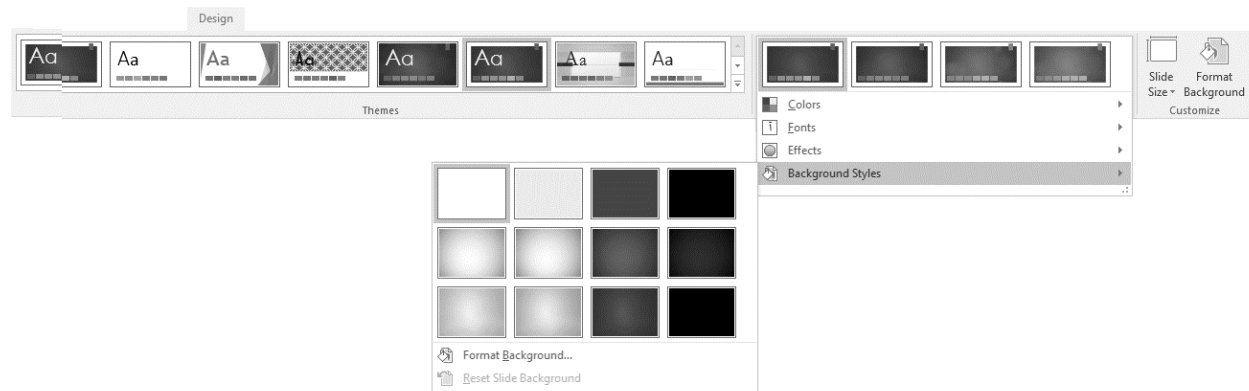 Design
Aa Aa Aa Aa Aa Aa Aa Aa
Themes
Colors
Fonts
Effects
Background Styles
Slide
Size
Format
Background
Customize
Format Background...
Reset Slide Background